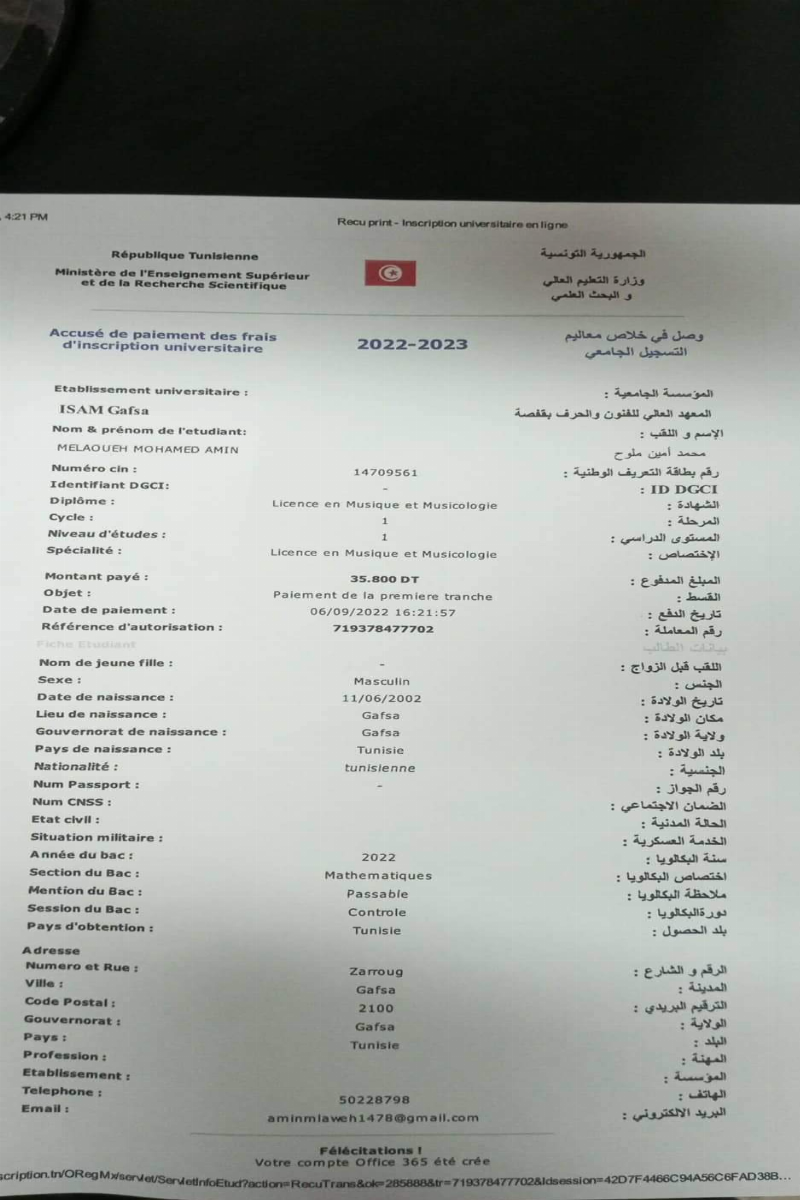 , 4:21 PM
Recu print - Inscription universitaire en ligne
République Tunisienne
الجمهورية التونسية
Ministère de l'Enseignement Supérieur
et de la Recherche Scientifique
وزارة التعليم العالي
و البحث العلمي
Accusé de paiement des frais
d'inscription universitaire
2022-2023
وصل في خلاص معاليم
التسجيل الجامعي
Etablissement universitaire :
المؤسسة الجامعية :
ISAM Gafsa
المعهد العالي للفنون والحرف بقفصة
Nom & prénom de l'etudiant:
الإسم و اللقب :
MELAOUEH MOHAMED AMIN
محمد أمين ملوح
Numéro cin : 14709561 رقم بطاقة التعريف الوطنية :
Identifiant DGCI: - ID DGCI :
Diplôme : Licence en Musique et Musicologie الشهادة :
Cycle : 1 المرحلة :
Niveau d'études : 1 المستوى الدراسي :
Spécialité : Licence en Musique et Musicologie الإختصاص :
Montant payé : 35.800 DT المبلغ المدفوع :
Objet : Paiement de la premiere tranche القسط :
Date de paiement : 06/09/2022 16:21:57 تاريخ الدفع :
Référence d'autorisation : 719378477702 رقم المعاملة :
Fiche Etudiant بيانات الطالب
Nom de jeune fille : - اللقب قبل الزواج :
Sexe : Masculin الجنس :
Date de naissance : 11/06/2002 تاريخ الولادة :
Lieu de naissance : Gafsa مكان الولادة :
Gouvernorat de naissance : Gafsa ولاية الولادة :
Pays de naissance : Tunisie بلد الولادة :
Nationalité : tunisienne الجنسية :
Num Passport : - رقم الجواز :
Num CNSS : الضمان الاجتماعي :
Etat civil : الحالة المدنية :
Situation militaire : الخدمة العسكرية :
Année du bac : 2022 سنة البكالويا :
Section du Bac : Mathematiques اختصاص البكالويا :
Mention du Bac : Passable ملاحظة البكالويا :
Session du Bac : Controle دورةالبكالويا :
Pays d'obtention : Tunisie بلد الحصول :
Adresse
Numero et Rue : Zarroug الرقم و الشارع :
Ville : Gafsa المدينة :
Code Postal : 2100 الترقيم البريدي :
Gouvernorat : Gafsa الولاية :
Pays : Tunisie البلد :
Profession : المهنة :
Etablissement : المؤسسة :
Telephone : 50228798 الهاتف :
Email : aminmlaweh1478@gmail.com البريد الالكتروني :
Félécitations !
Votre compte Office 365 été crée
scription.tn/ORegMx/servlet/ServletInfoEtud?action=RecuTrans&ok=285888&tr=719378477702&Idsession=42D7F4466C94A56C6FAD38B...